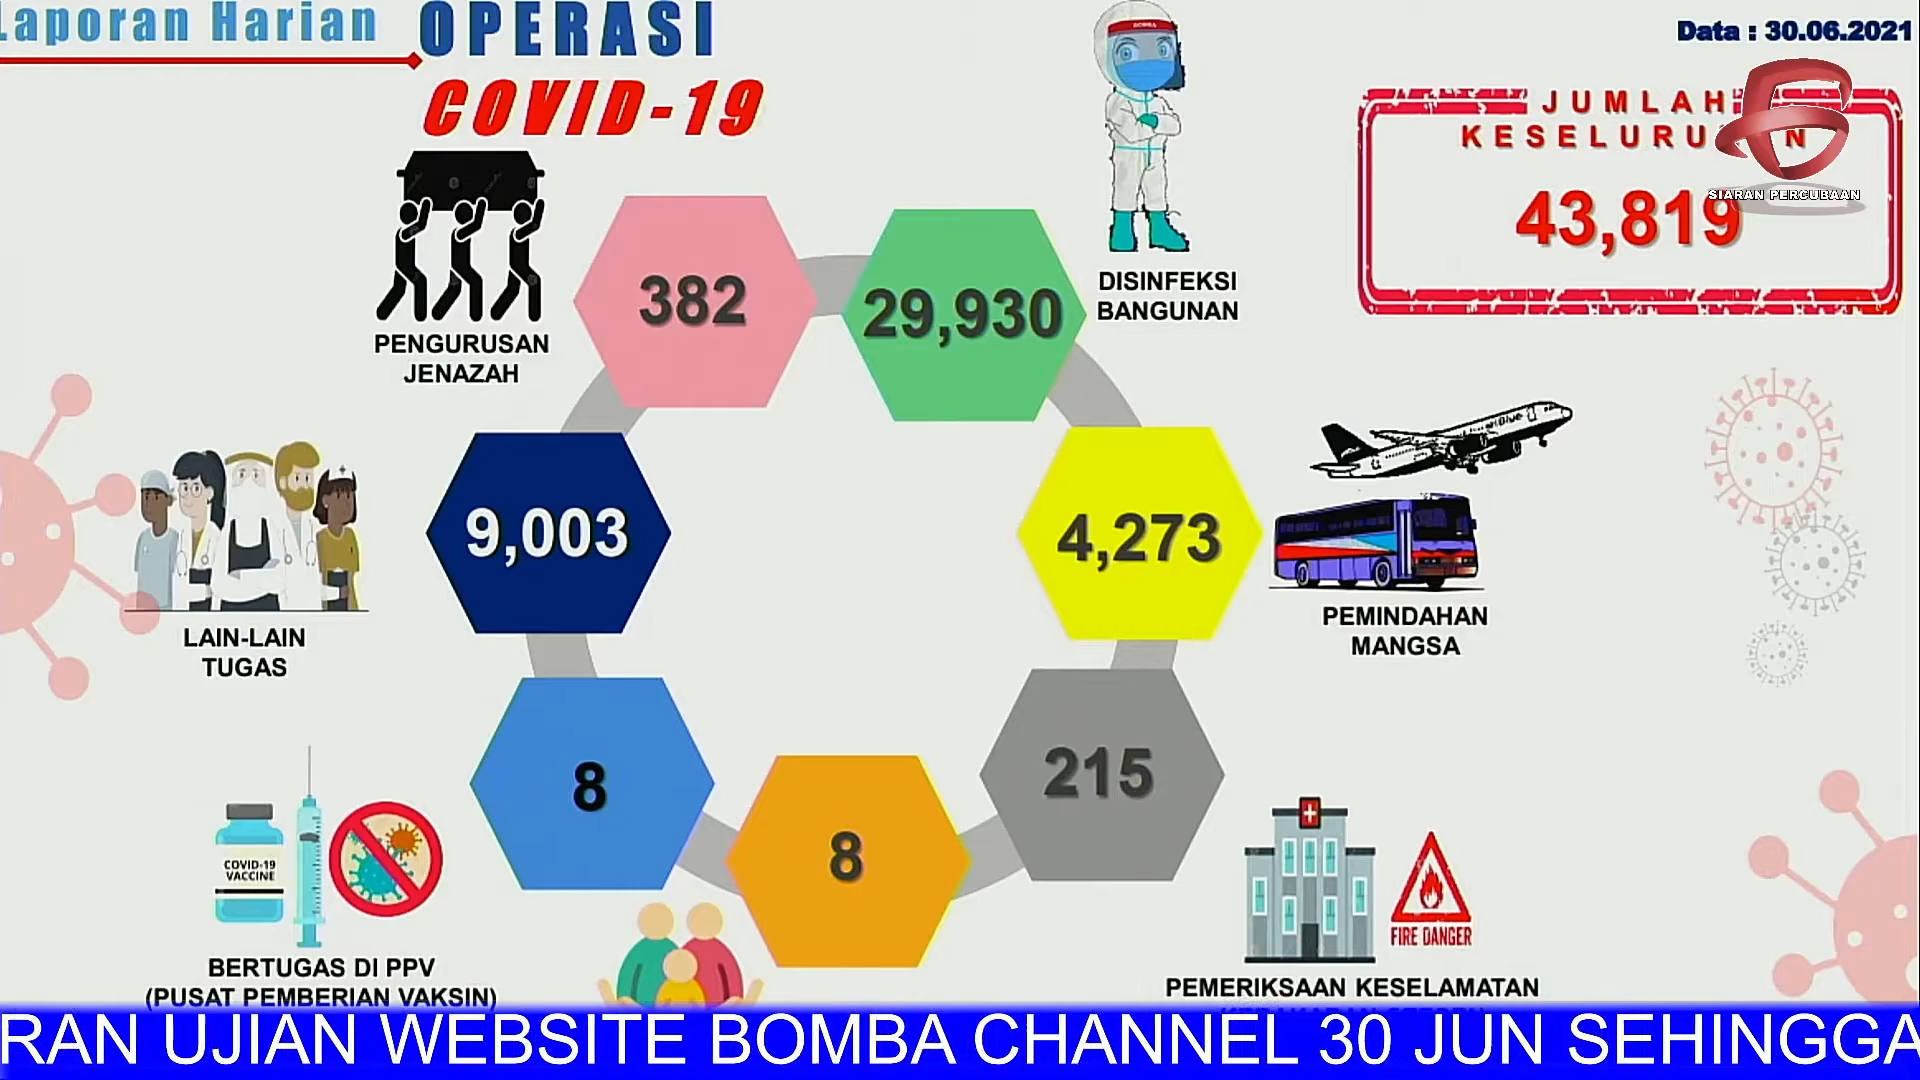 Laporan Harian
OPERASI
COVID-19
Data : 30.06.2021
JUMLAH
43,819
SIARAN PERCUBAAN
BOMBA
PENGURUSAN
JENAZAH
382
29,930
DISINFEKSI
BANGUNAN
9,003
4,273
LAIN-LAIN
TUGAS
PEMINDAHAN
MANGSA
8
8
215
COVID-19
VACCINE
FIRE DANGER
BERTUGAS DI PPV
(PUSAT PEMBERIAN VAKSIN)
PEMERIKSAAN KESELAMATAN
RAN UJIAN WEBSITE BOMBA CHANNEL 30 JUN SEHINGGA